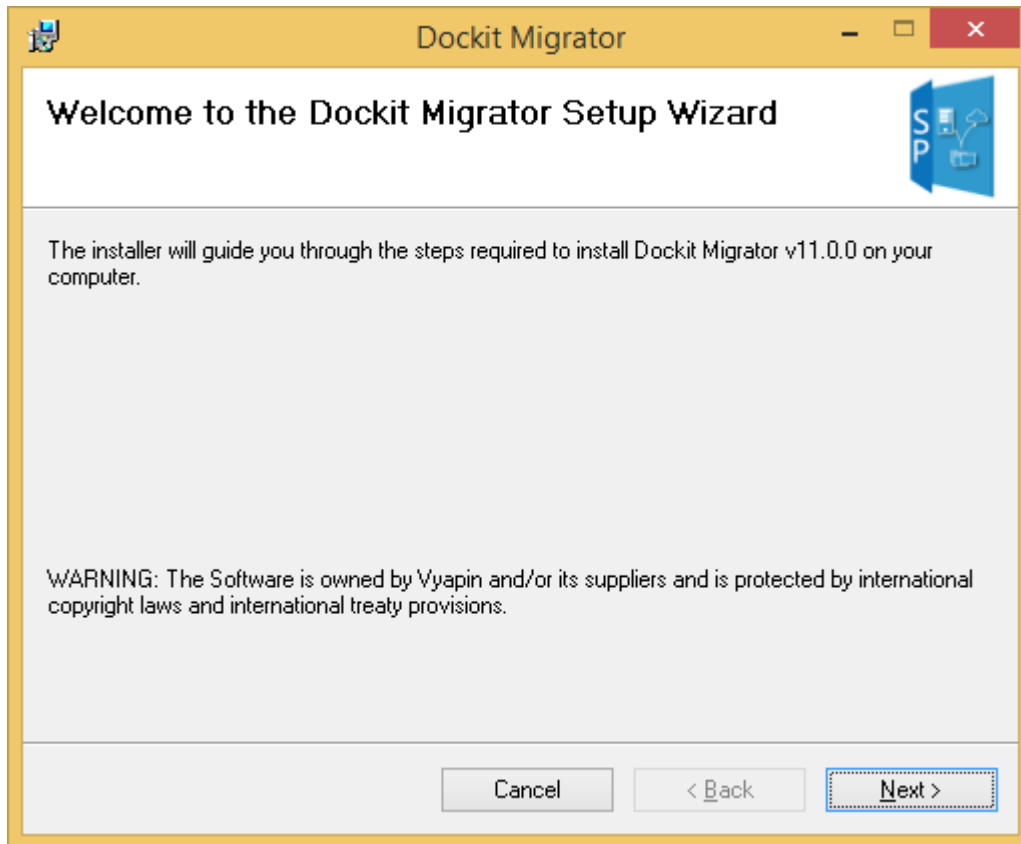 Dockit Migrator
Welcome to the Dockit Migrator Setup Wizard
S
P
The installer will guide you through the steps required to install Dockit Migrator v11.0.0 on your
computer.
WARNING: The Software is owned by Vyapin and/or its suppliers and is protected by international
copyright laws and international treaty provisions.
Cancel
< Back
Next >